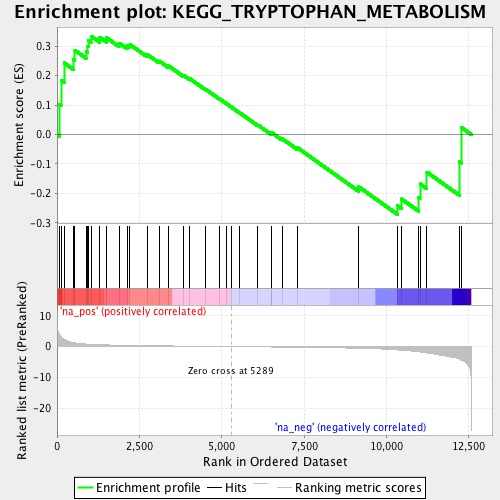 Enrichment plot: KEGG_TRYPTOPHAN_METABOLISM
Enrichment score (ES)
0.3
0.2
0.1
0.0
-0.1
-0.2
-0.3
'na_pos' (positively correlated)
Ranked list metric (PreRanked)
10
0
-10
-20
Zero cross at 5289
'na_neg' (negatively correlated)
0
2,500
5,000
7,500
10,000
12,500
Rank in Ordered Dataset
Enrichment profile
Hits
Ranking metric scores